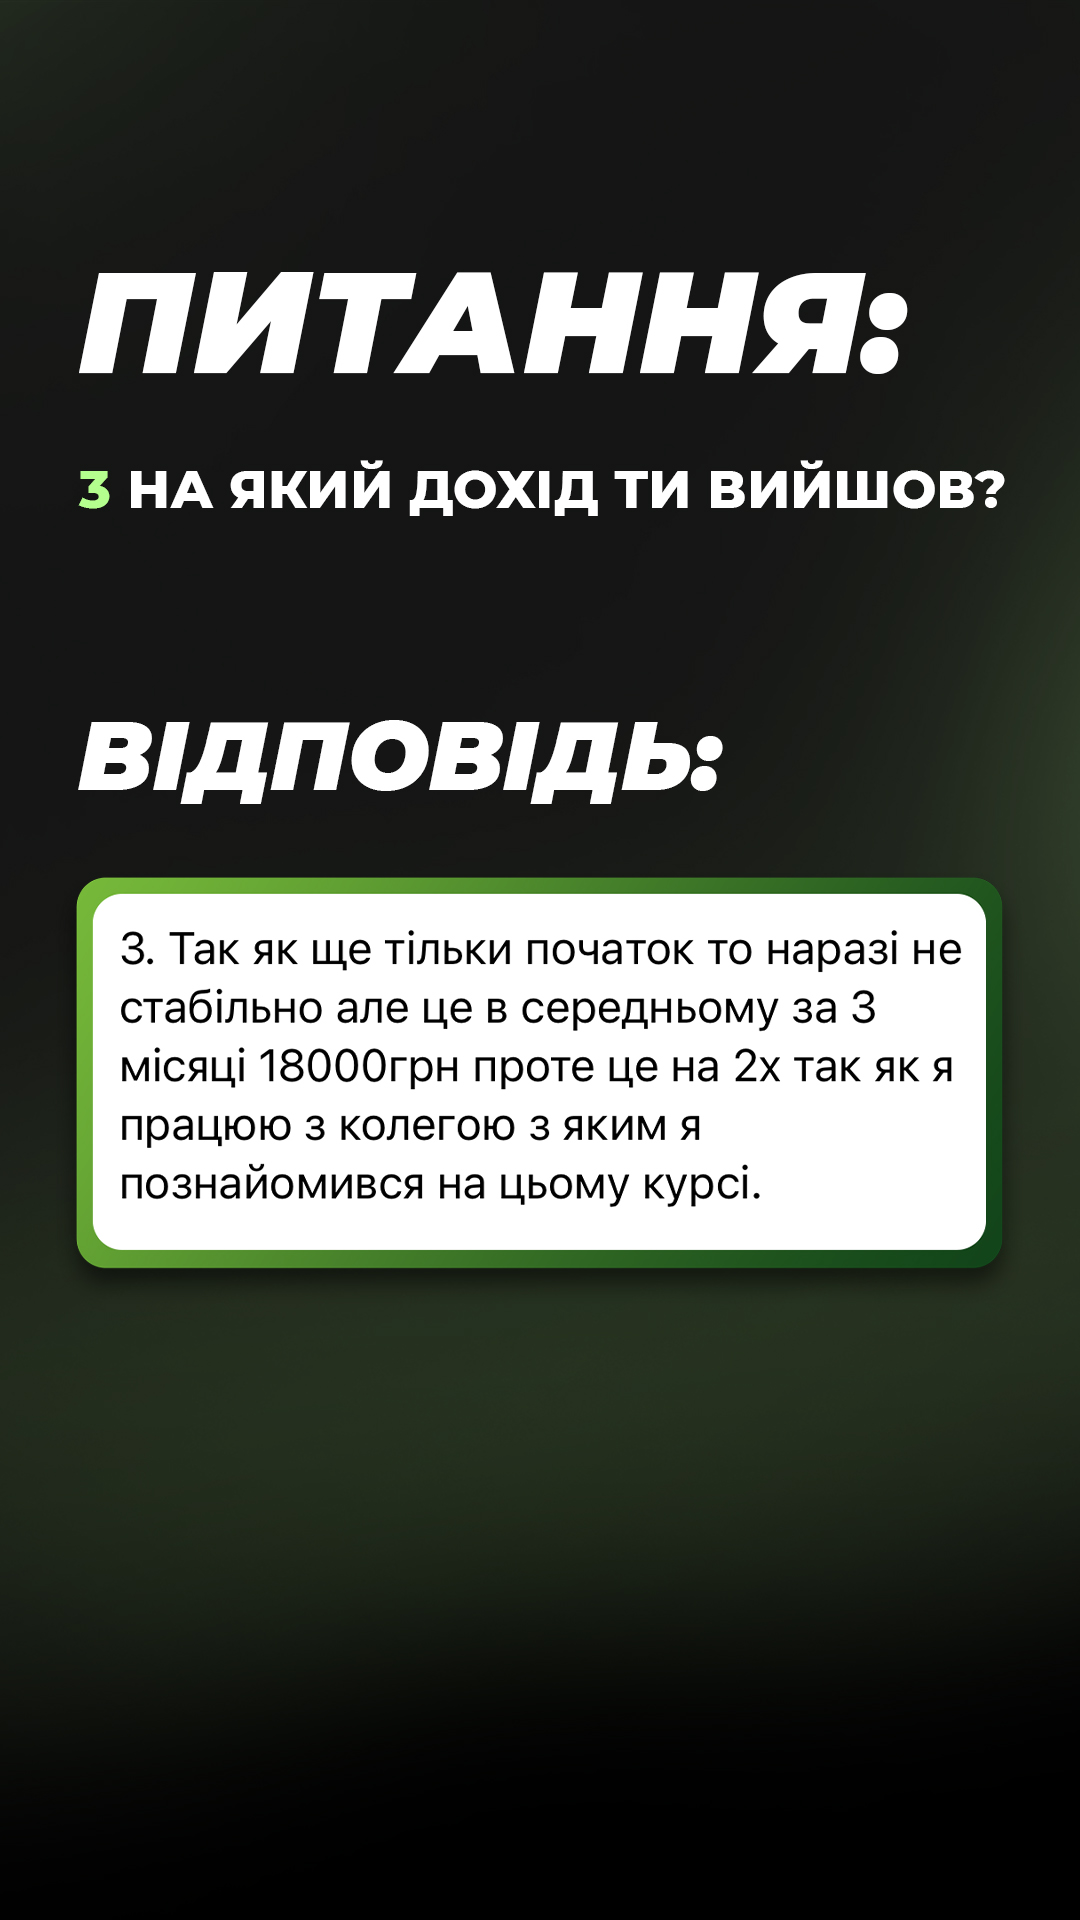 ПИТАННЯ:
3 НА ЯКИЙ ДОХІД ТИ ВИЙШОВ?
ВІДПОВІДЬ:
3. Так як ще тільки початок то наразі не
стабільно але це в середньому за 3
місяці 18000грн проте це на 2х так як я
працюю з колегою з яким я
познайомився на цьому курсі.